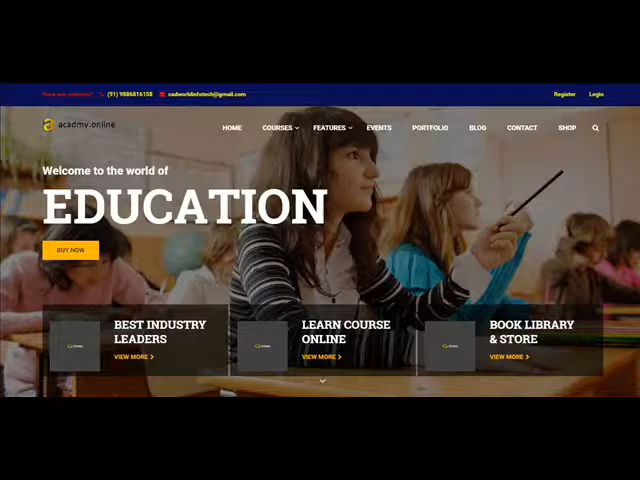 Have any question? (91) 9886816158 cadworldinfotech@gmail.com Register Login
acadmy.online HOME COURSES FEATURES EVENTS PORTFOLIO BLOG CONTACT SHOP
Welcome to the world of
EDUCATION
BUY NOW
BEST INDUSTRY
LEADERS
VIEW MORE
LEARN COURSE
ONLINE
VIEW MORE
BOOK LIBRARY
& STORE
VIEW MORE